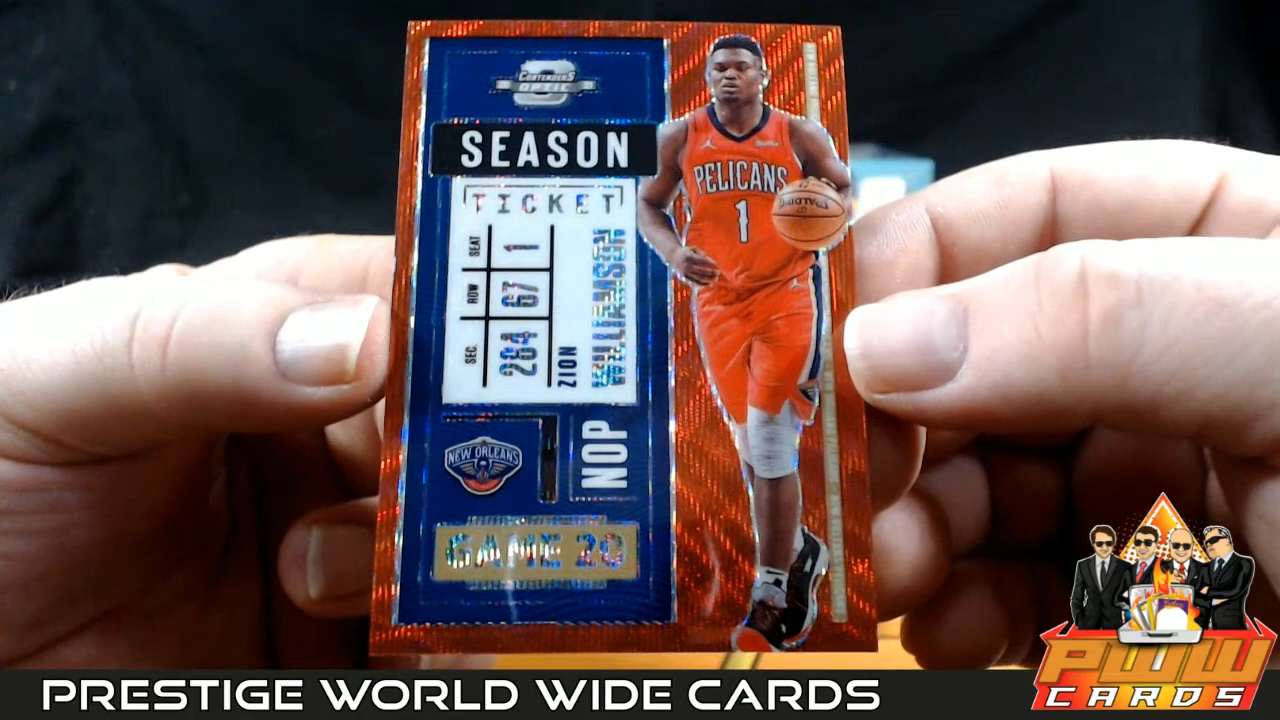 CONTENDERS
OPTIC
SEASON
TICKET
SEAT 1
ROW 67
SEC. 284
ZION
WILLIAMSON
NEW ORLEANS
NOP
GAME 20
PELICANS
1
SPALDING
PRESTIGE WORLD WIDE CARDS
PWW
CARDS